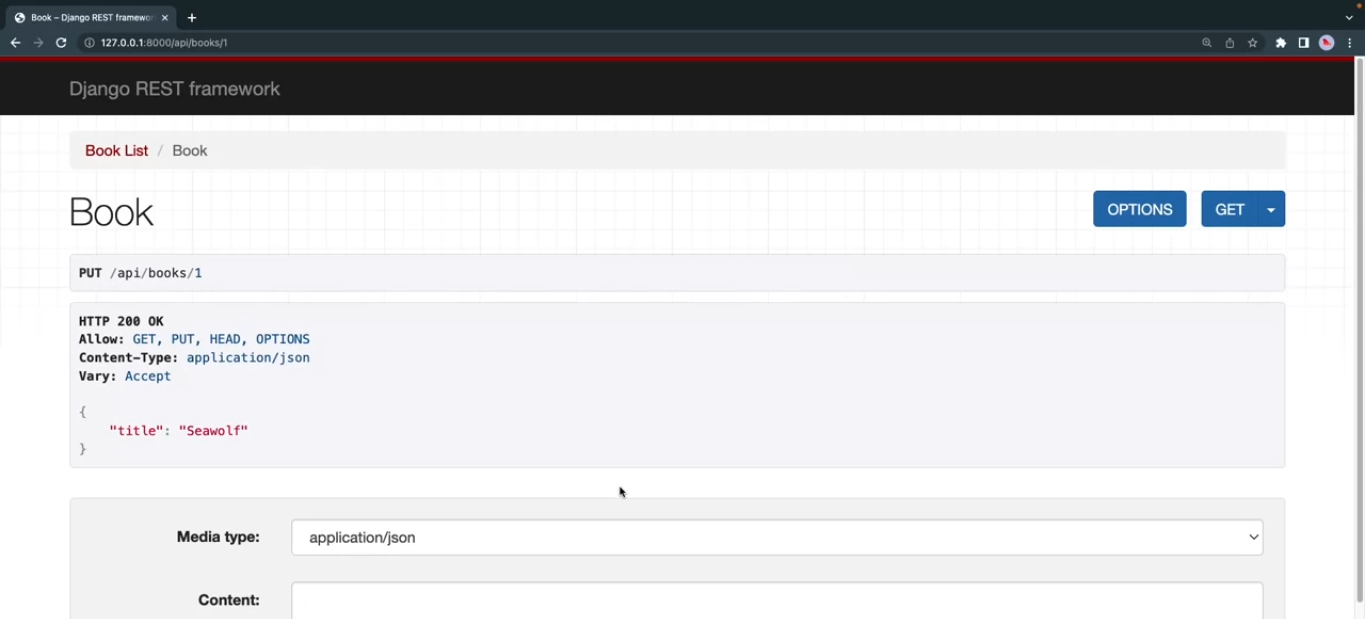 Book – Django REST framewor
127.0.0.1:8000/api/books/1
Django REST framework
Book List / Book
Book
OPTIONS
GET
PUT /api/books/1
HTTP 200 OK
Allow: GET, PUT, HEAD, OPTIONS
Content-Type: application/json
Vary: Accept
{
"title": "Seawolf"
}
Media type:
application/json
Content: